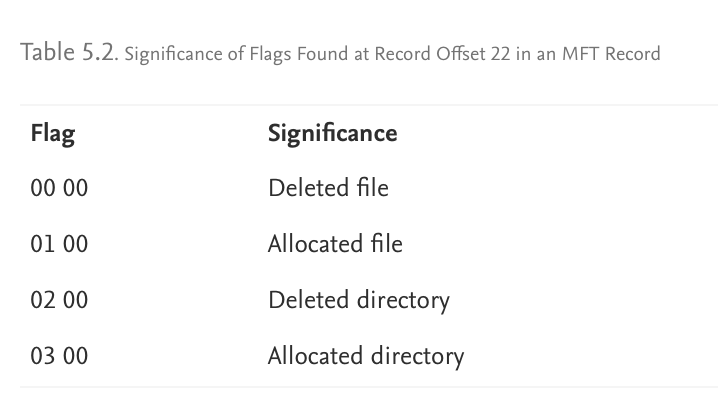 Table 5.2. Significance of Flags Found at Record Offset 22 in an MFT Record
Flag Significance
00 00 Deleted file
01 00 Allocated file
02 00 Deleted directory
03 00 Allocated directory